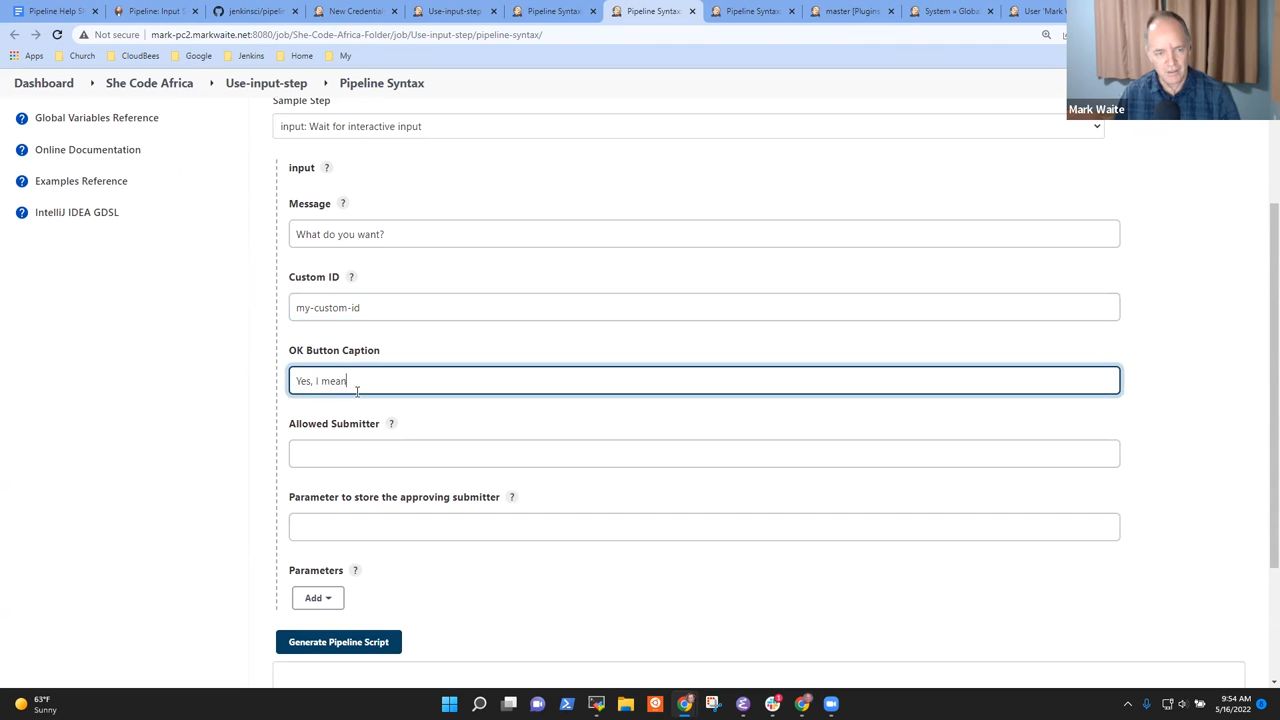 Pipeline Help St
Pipeline: Input S
jenkinsci/pipelin
New Credential
Use-input-step
Pipeline Syntax
Pipeline Syntax
Pipeline Syntax
master [Plugins
System » Globa
User 'Mark W
Not secure mark-pc2.markwaite.net:8080/job/She-Code-Africa-Folder/job/Use-input-step/pipeline-syntax/
Apps Church CloudBees Google Jenkins Home My
Mark Waite
Dashboard She Code Africa Use-input-step Pipeline Syntax
Global Variables Reference
Online Documentation
Examples Reference
IntelliJ IDEA GDSL
Sample Step
input: Wait for interactive input
input ?
Message ?
What do you want?
Custom ID ?
my-custom-id
OK Button Caption
Yes, I mean
Allowed Submitter ?
Parameter to store the approving submitter ?
Parameters ?
Add
Generate Pipeline Script
63°F
Sunny
9:54 AM
5/16/2022